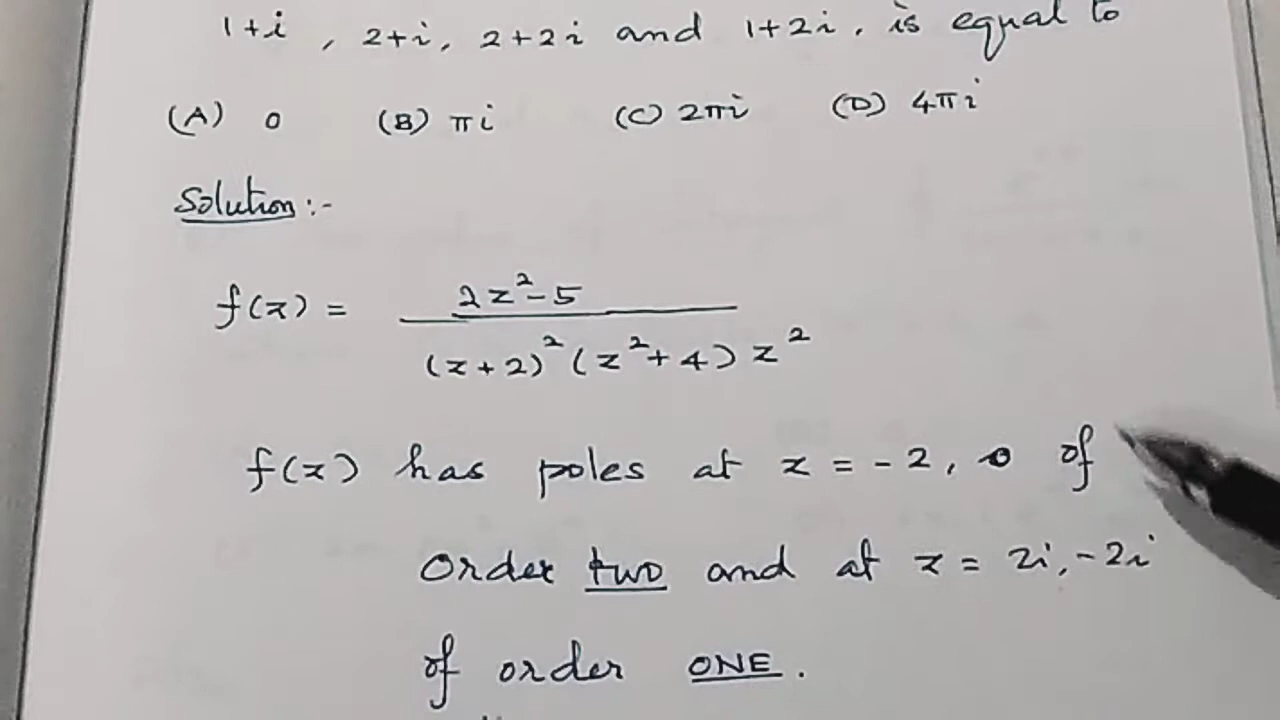 1+i , 2+i, 2+2i and 1+2i, is equal to
(A) 0 (B) πi (C) 2πi (D) 4πi
Solution:-
f(z) = 2z²-5
(z+2)²(z²+4) z²
f(z) has poles at z = -2, 0 of
order two and at z = 2i, -2i
of order ONE.